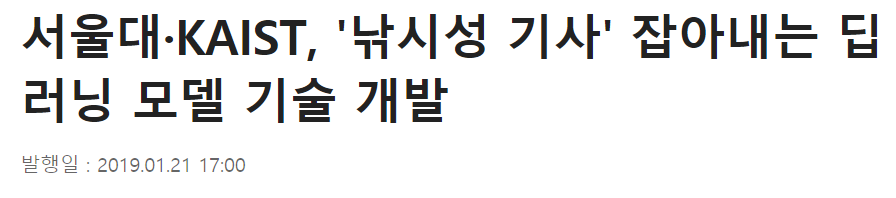 서울대·KAIST, '낚시성 기사' 잡아내는 딥
러닝 모델 기술 개발
발행일 : 2019.01.21 17:00